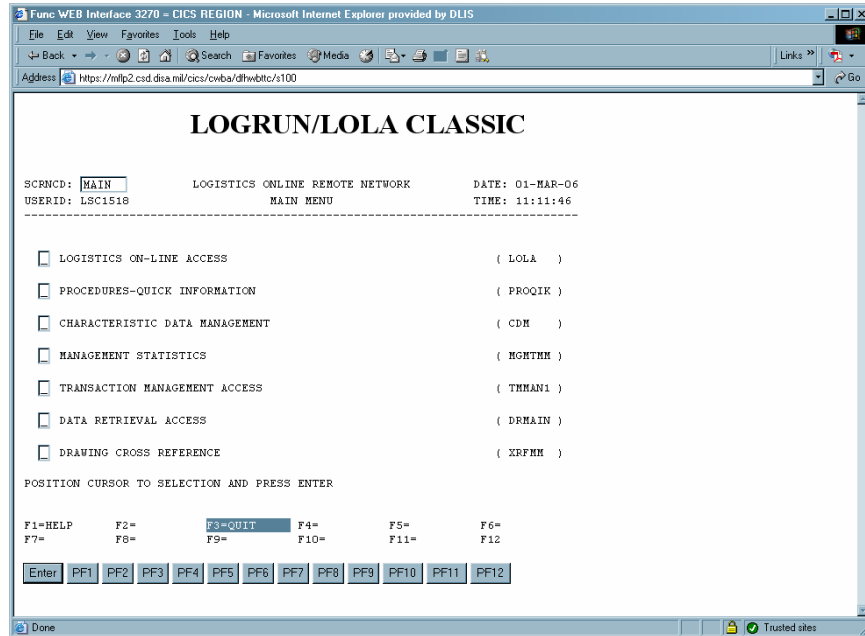 Func WEB Interface 3270 = CICS REGION - Microsoft Internet Explorer provided by DLIS
File Edit View Favorites Tools Help
Back Search Favorites Media Links »
Address https://mflp2.csd.disa.mil/cics/cwba/dfhwbttc/s100 Go
LOGRUN/LOLA CLASSIC
SCRNCD: MAIN LOGISTICS ONLINE REMOTE NETWORK DATE: 01-MAR-06
USERID: LSC1518 MAIN MENU TIME: 11:11:46
--------------------------------------------------------------------------------
_ LOGISTICS ON-LINE ACCESS ( LOLA )
_ PROCEDURES-QUICK INFORMATION ( PROQIK )
_ CHARACTERISTIC DATA MANAGEMENT ( CDM )
_ MANAGEMENT STATISTICS ( MGMTMM )
_ TRANSACTION MANAGEMENT ACCESS ( TMMAN1 )
_ DATA RETRIEVAL ACCESS ( DRMAIN )
_ DRAWING CROSS REFERENCE ( XRFMM )
POSITION CURSOR TO SELECTION AND PRESS ENTER
F1=HELP F2= F3=QUIT F4= F5= F6=
F7= F8= F9= F10= F11= F12
Enter PF1 PF2 PF3 PF4 PF5 PF6 PF7 PF8 PF9 PF10 PF11 PF12
Done Trusted sites